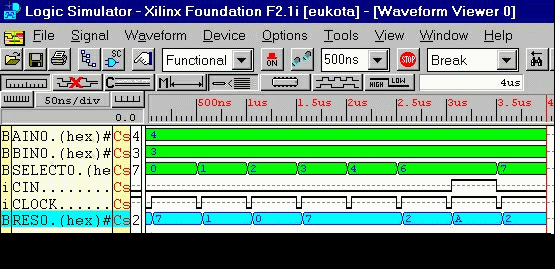 Logic Simulator - Xilinx Foundation F2.1i [eukota] - [Waveform Viewer 0]
File Signal Waveform Device Options Tools View Window Help
SC Functional ON 500ns STOP Break
HIGH LOW 4us
50ns/div 500ns 1us 1.5us 2us 2.5us 3us 3.5us 4
0.0
B AIN0.(hex)# Cs 4 4
B BIN0.(hex)# Cs 3 3
B SELECT0.(he Cs 7 0 1 2 3 4 6 7
i CIN....... Cs
i CLOCK..... Cs
B RES0.(hex)# Cs 2 7 1 0 7 2 A 2